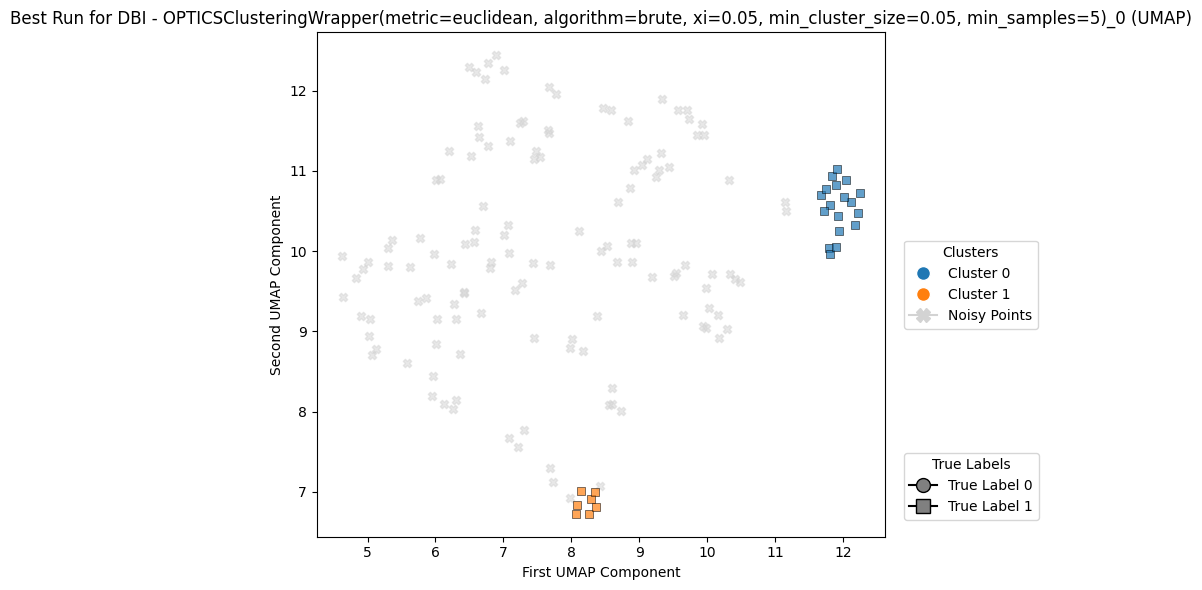 Best Run for DBI - OPTICSClusteringWrapper(metric=euclidean, algorithm=brute, xi=0.05, min_cluster_size=0.05, min_samples=5)_0 (UMAP)
Second UMAP Component
12
11
10
9
8
7
5 6 7 8 9 10 11 12
First UMAP Component
Clusters
Cluster 0
Cluster 1
Noisy Points
True Labels
True Label 0
True Label 1